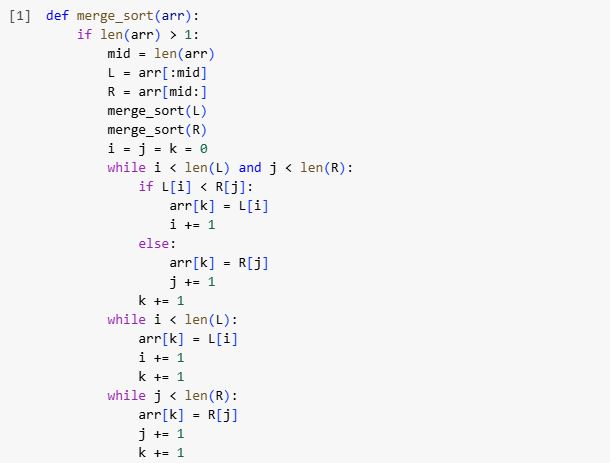 [1] def merge_sort(arr):
    if len(arr) > 1:
        mid = len(arr)
        L = arr[:mid]
        R = arr[mid:]
        merge_sort(L)
        merge_sort(R)
        i = j = k = 0
        while i < len(L) and j < len(R):
            if L[i] < R[j]:
                arr[k] = L[i]
                i += 1
            else:
                arr[k] = R[j]
                j += 1
            k += 1
        while i < len(L):
            arr[k] = L[i]
            i += 1
            k += 1
        while j < len(R):
            arr[k] = R[j]
            j += 1
            k += 1